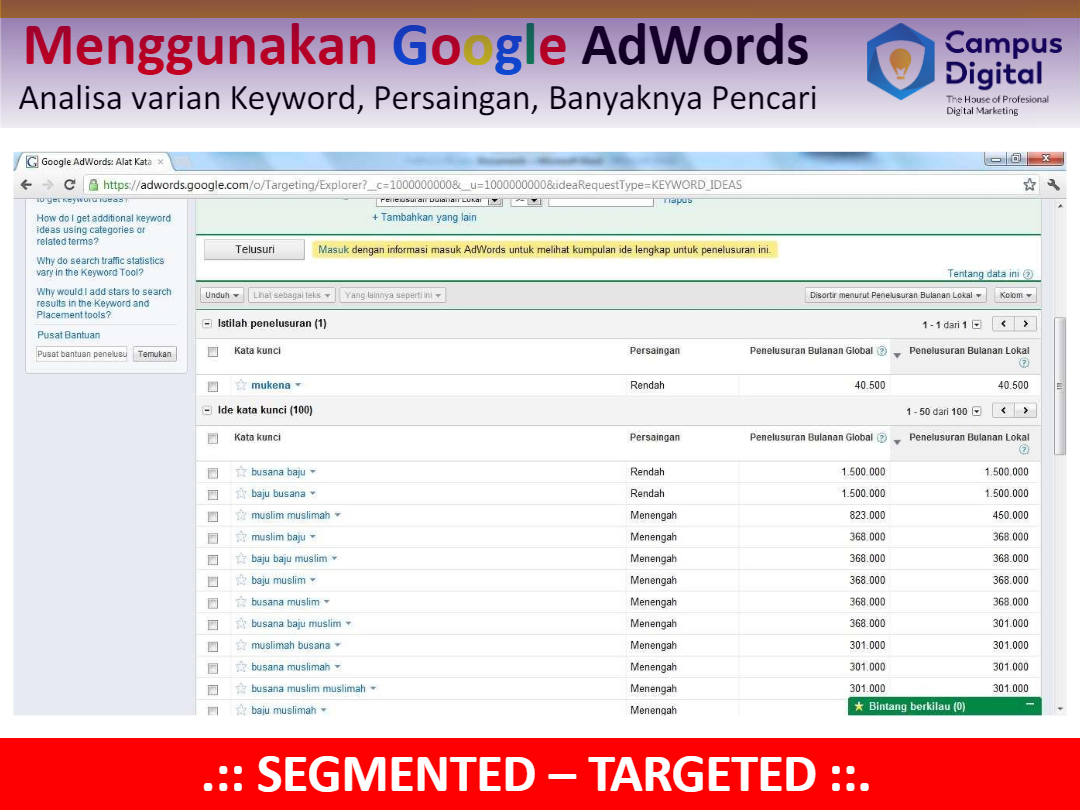 Menggunakan Google AdWords
Analisa varian Keyword, Persaingan, Banyaknya Pencari
Campus
Digital
The House of Profesional
Digital Marketing
Google AdWords: Alat Kata
https://adwords.google.com/o/Targeting/Explorer?__c=1000000000&__u=1000000000&ideaRequestType=KEYWORD_IDEAS
to get keyword ideas?
How do I get additional keyword
ideas using categories or
related terms?
Why do search traffic statistics
vary in the Keyword Tool?
Why would I add stars to search
results in the Keyword and
Placement tools?
Pusat Bantuan
Pusat bantuan penelusu Temukan
Penelusuran Bulanan Lokal >= Hapus
+ Tambahkan yang lain
Telusuri Masuk dengan informasi masuk AdWords untuk melihat kumpulan ide lengkap untuk penelusuran ini.
Tentang data ini ?
Unduh Lihat sebagai teks Yang lainnya seperti ini Disortir menurut Penelusuran Bulanan Lokal Kolom
Istilah penelusuran (1) 1 - 1 dari 1
Kata kunci Persaingan Penelusuran Bulanan Global ? Penelusuran Bulanan Lokal ?
mukena Rendah 40.500 40.500
Ide kata kunci (100) 1 - 50 dari 100
Kata kunci Persaingan Penelusuran Bulanan Global ? Penelusuran Bulanan Lokal ?
busana baju Rendah 1.500.000 1.500.000
baju busana Rendah 1.500.000 1.500.000
muslim muslimah Menengah 823.000 450.000
muslim baju Menengah 368.000 368.000
baju baju muslim Menengah 368.000 368.000
baju muslim Menengah 368.000 368.000
busana muslim Menengah 368.000 368.000
busana baju muslim Menengah 368.000 301.000
muslimah busana Menengah 301.000 301.000
busana muslimah Menengah 301.000 301.000
busana muslim muslimah Menengah 301.000 301.000
baju muslimah Menengah
Bintang berkilau (0)
.:: SEGMENTED – TARGETED ::.